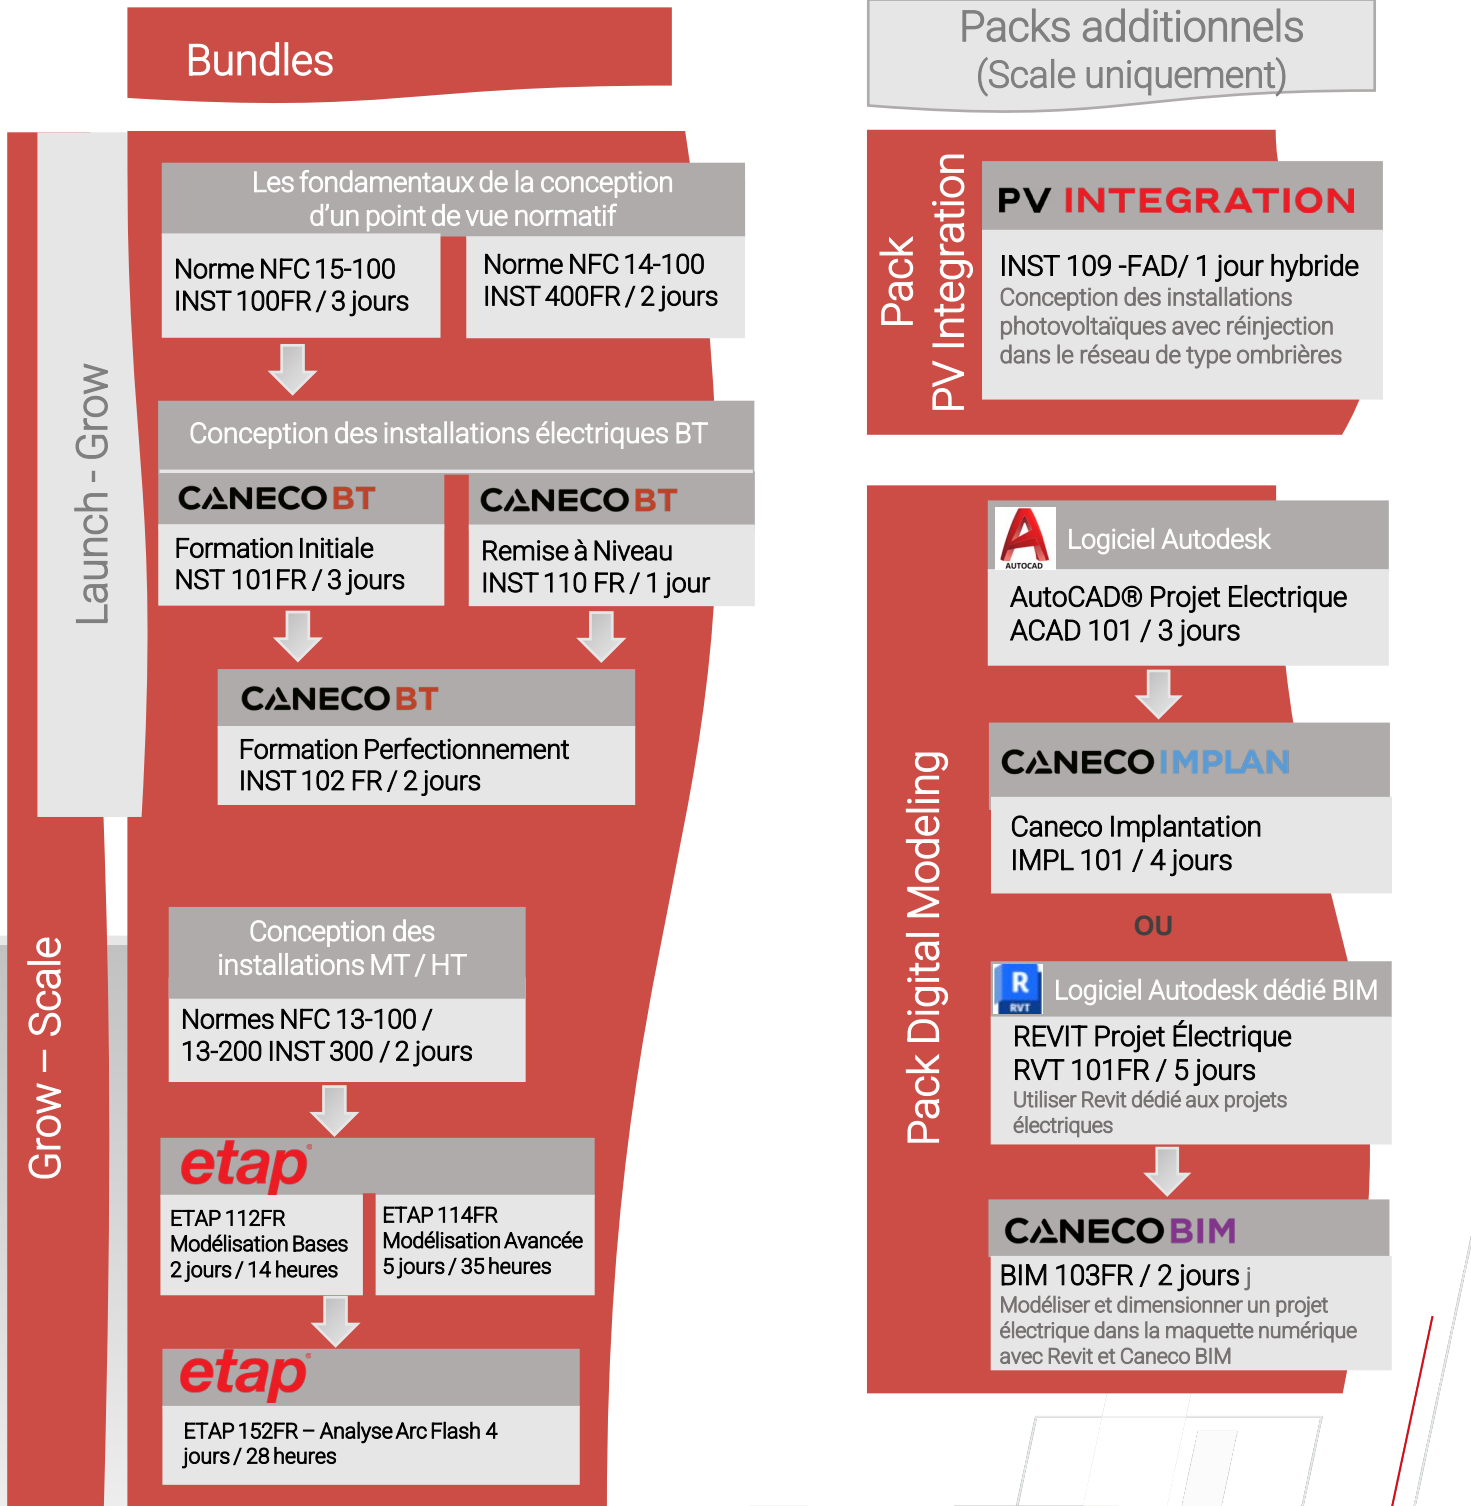 Bundles
Launch - Grow
Les fondamentaux de la conception
d’un point de vue normatif
Norme NFC 15-100
INST 100FR / 3 jours
Norme NFC 14-100
INST 400FR / 2 jours
Conception des installations électriques BT
CANECO BT
Formation Initiale
NST 101FR / 3 jours
CANECO BT
Remise à Niveau
INST 110 FR / 1 jour
CANECO BT
Formation Perfectionnement
INST 102 FR / 2 jours
Grow – Scale
Conception des
installations MT / HT
Normes NFC 13-100 /
13-200 INST 300 / 2 jours
etap
ETAP 112FR
Modélisation Bases
2 jours / 14 heures
ETAP 114FR
Modélisation Avancée
5 jours / 35 heures
etap
ETAP 152FR – Analyse Arc Flash 4
jours / 28 heures
Packs additionnels
(Scale uniquement)
Pack
PV Integration
PV INTEGRATION
INST 109 -FAD/ 1 jour hybride
Conception des installations
photovoltaïques avec réinjection
dans le réseau de type ombrières
Pack Digital Modeling
AUTOCAD
Logiciel Autodesk
AutoCAD® Projet Electrique
ACAD 101 / 3 jours
CANECO IMPLAN
Caneco Implantation
IMPL 101 / 4 jours
OU
R
RVT
Logiciel Autodesk dédié BIM
REVIT Projet Électrique
RVT 101FR / 5 jours
Utiliser Revit dédié aux projets
électriques
CANECO BIM
BIM 103FR / 2 jours j
Modéliser et dimensionner un projet
électrique dans la maquette numérique
avec Revit et Caneco BIM